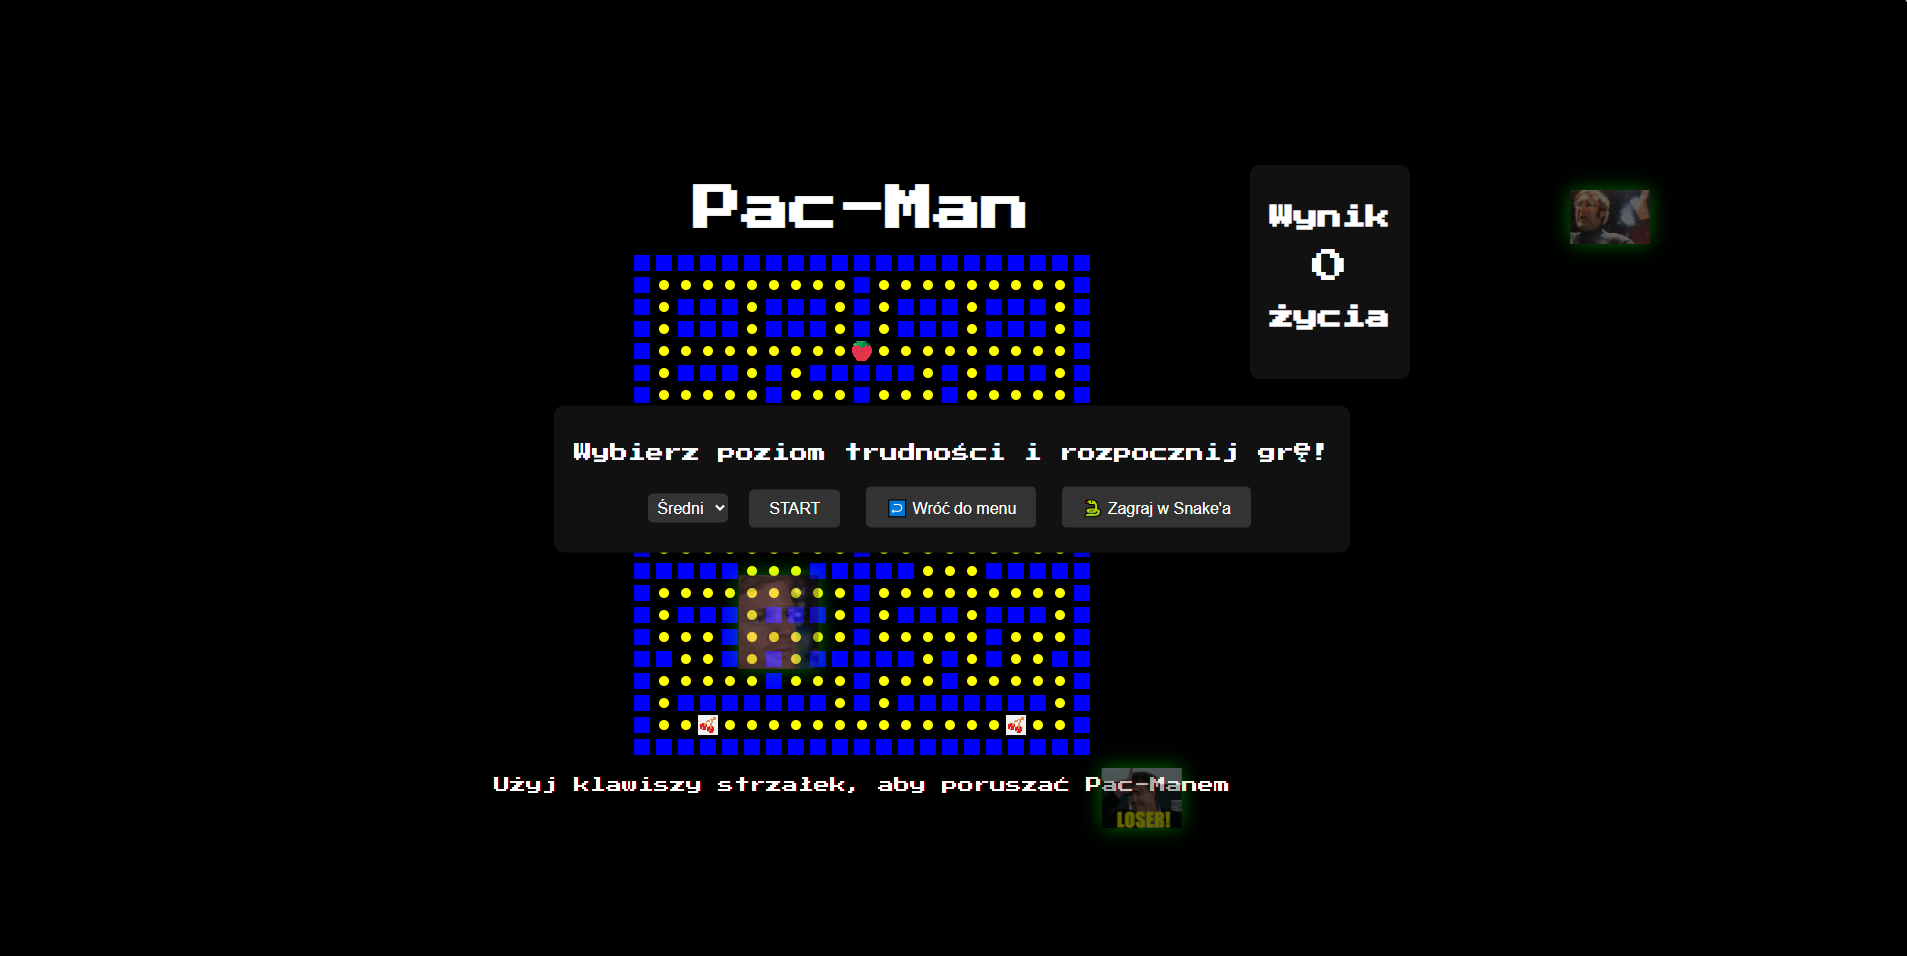 Pac-Man
Wynik
0
życia
Wybierz poziom trudności i rozpocznij grę!
Średni
START
Wróć do menu
Zagraj w Snake'a
Użyj klawiszy strzałek, aby poruszać Pac-Manem
LOSER!